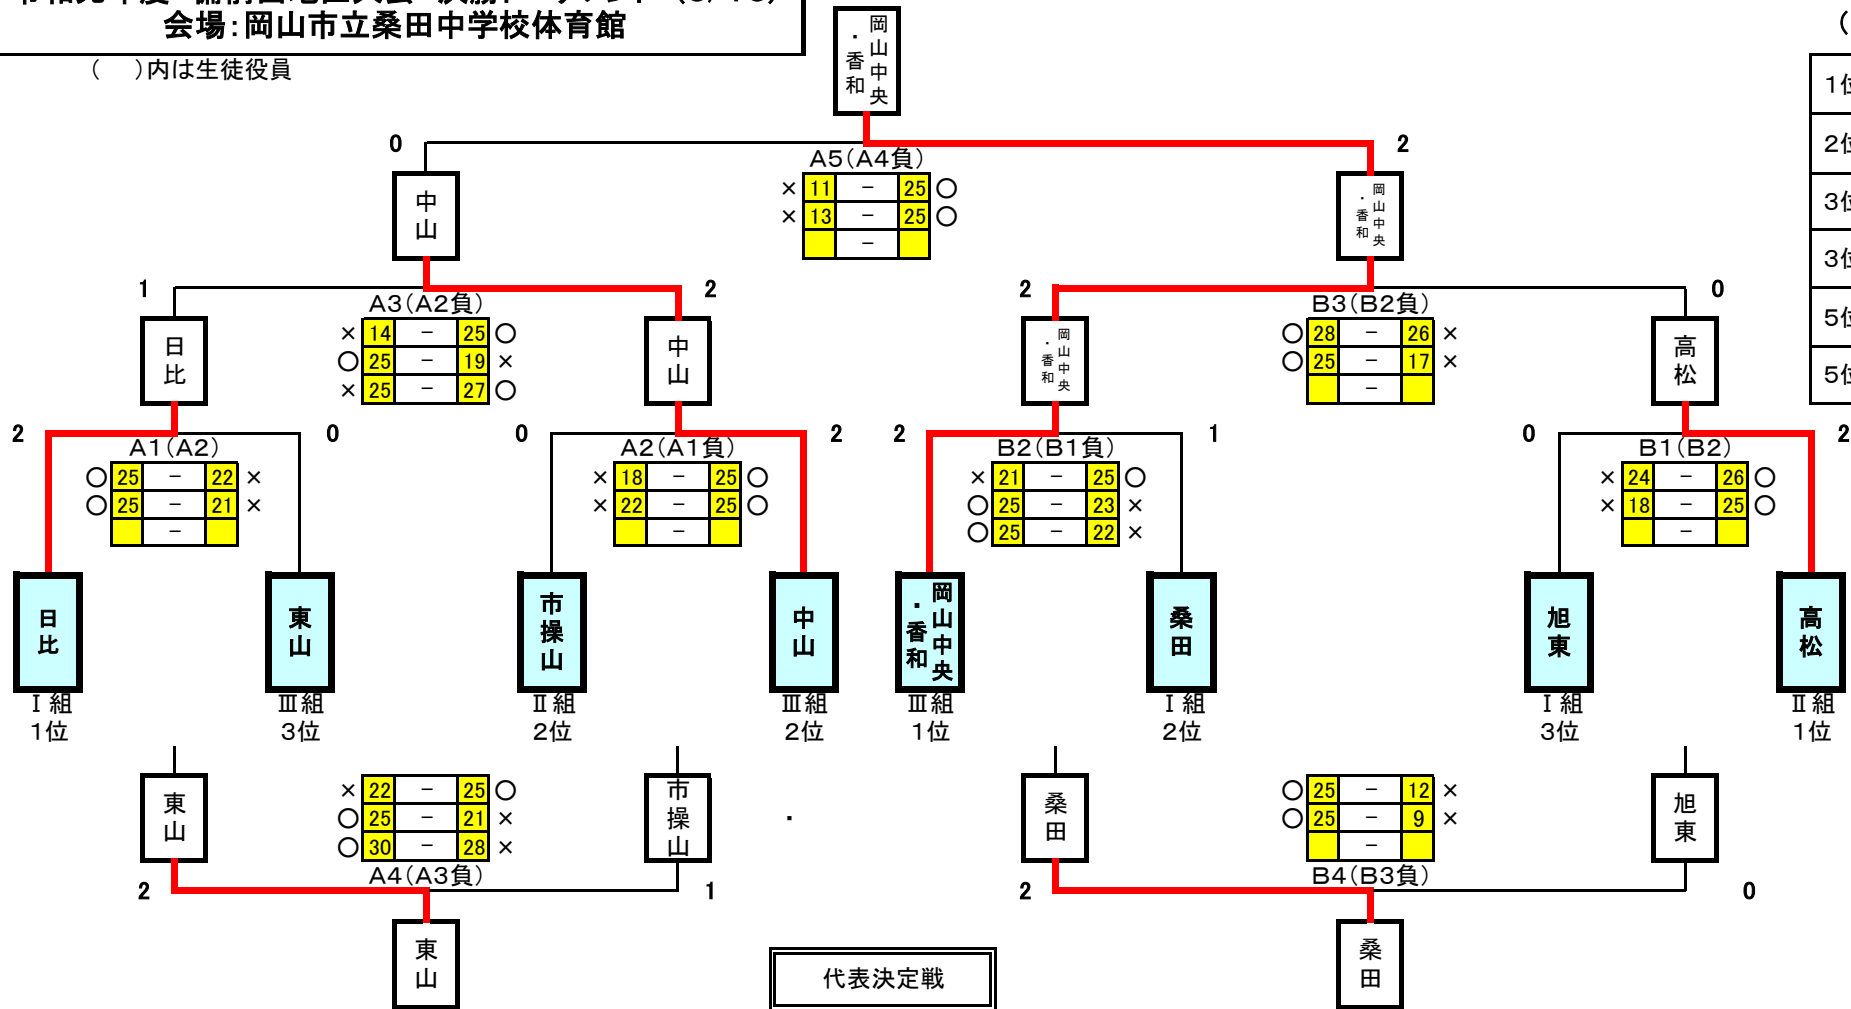 会場：岡山市立桑田中学校体育館
（　）内は生徒役員
（
1位
2位
3位
3位
5位
5位
岡山中央・香和
0 2
A5（A4負）
× 11 － 25 ○
× 13 － 25 ○
－
中山
岡山中央・香和
1 2 2 0
A3（A2負）
× 14 － 25 ○
○ 25 － 19 ×
× 25 － 27 ○
B3（B2負）
○ 28 － 26 ×
○ 25 － 17 ×
－
日比
中山
岡山中央・香和
高松
2 0 0 2 2 1 0 2
A1（A2）
○ 25 － 22 ×
○ 25 － 21 ×
－
A2（A1負）
× 18 － 25 ○
× 22 － 25 ○
－
B2（B1負）
× 21 － 25 ○
○ 25 － 23 ×
○ 25 － 22 ×
B1（B2）
× 24 － 26 ○
× 18 － 25 ○
－
日比
Ⅰ組
1位
東山
Ⅲ組
3位
市操山
Ⅱ組
2位
中山
Ⅲ組
2位
岡山中央・香和
Ⅲ組
1位
桑田
Ⅰ組
2位
旭東
Ⅰ組
3位
高松
Ⅱ組
1位
東山
× 22 － 25 ○
○ 25 － 21 ×
○ 30 － 28 ×
市操山
A4（A3負）
2 1
東山
・
桑田
○ 25 － 12 ×
○ 25 － 9 ×
－
旭東
B4（B3負）
2 0
桑田
代表決定戦